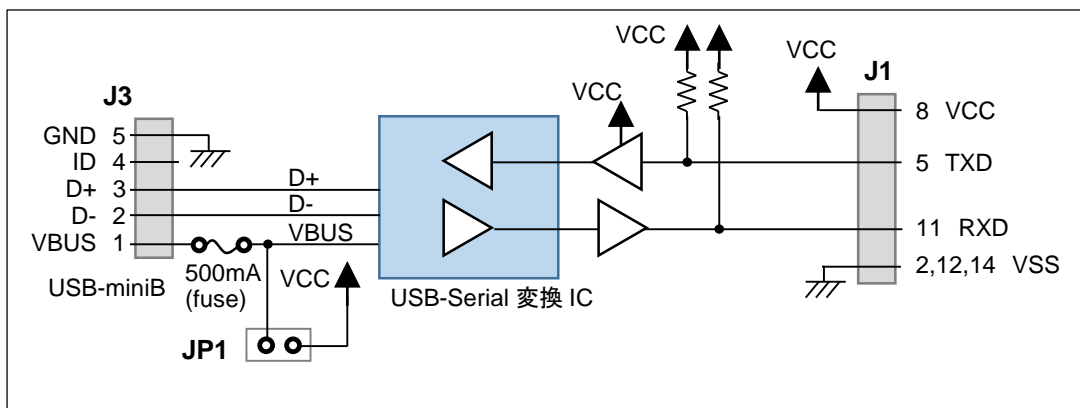 VCC
VCC
J1
J3
VCC
8 VCC
GND 5
ID 4
5 TXD
D+ 3
D+
D- 2
D-
VBUS 1
VBUS
11 RXD
500mA
(fuse)
VCC
2,12,14 VSS
USB-miniB
USB-Serial 変換 IC
JP1